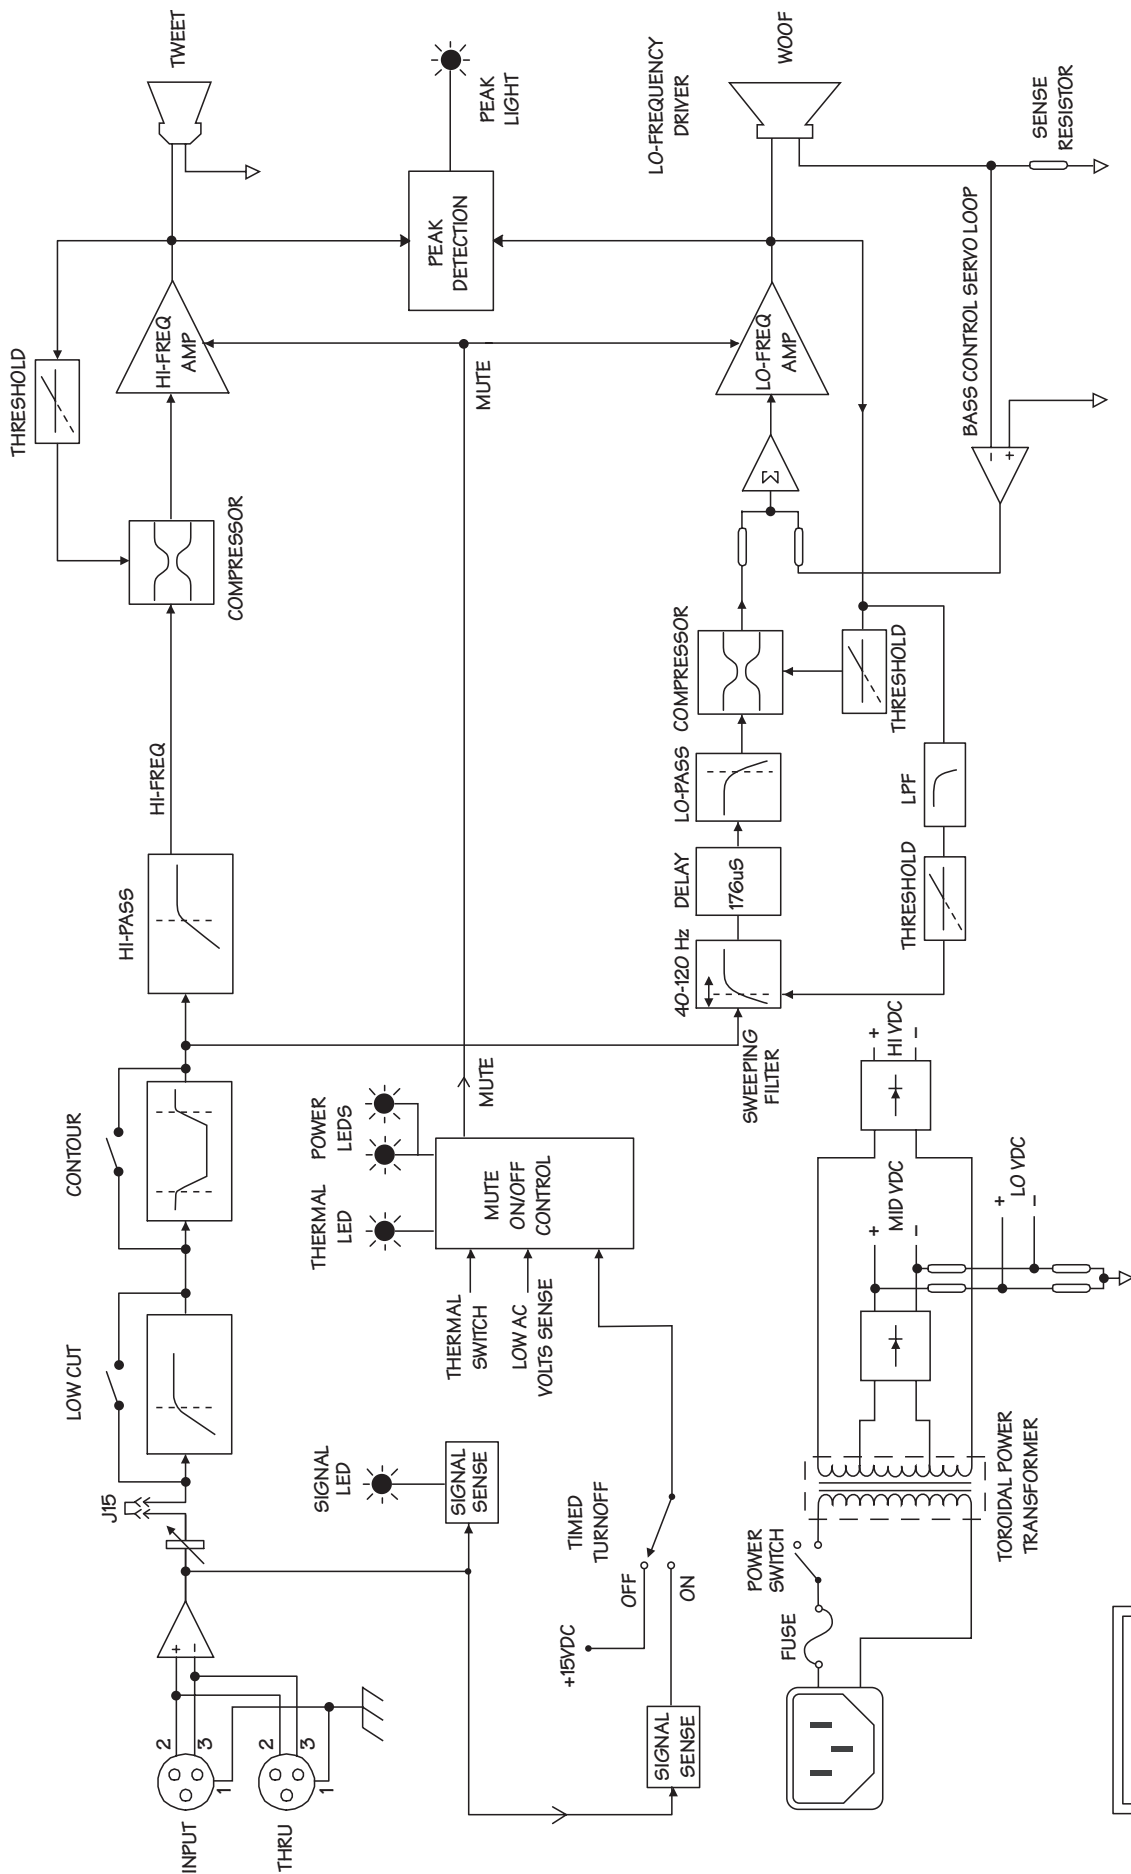 INPUT
THRU
2
3
1
2
3
1
+
−
J15
LOW CUT
CONTOUR
HI-PASS
HI-FREQ
COMPRESSOR
THRESHOLD
HI-FREQ
AMP
TWEET
SIGNAL
LED
SIGNAL
SENSE
THERMAL
LED
POWER
LEDS
MUTE
ON/OFF
CONTROL
THERMAL
SWITCH
LOW AC
VOLTS SENSE
MUTE
MUTE
PEAK
DETECTION
PEAK
LIGHT
TIMED
TURNOFF
OFF
ON
+15VDC
SIGNAL
SENSE
SWEEPING
FILTER
40-120 Hz
DELAY
176uS
LO-PASS
COMPRESSOR
THRESHOLD
LPF
THRESHOLD
Σ
LO-FREQ
AMP
LO-FREQUENCY
DRIVER
WOOF
BASS CONTROL SERVO LOOP
−
+
SENSE
RESISTOR
FUSE
POWER
SWITCH
TOROIDAL POWER
TRANSFORMER
+
MID VDC
−
+
HI VDC
−
+
LO VDC
−